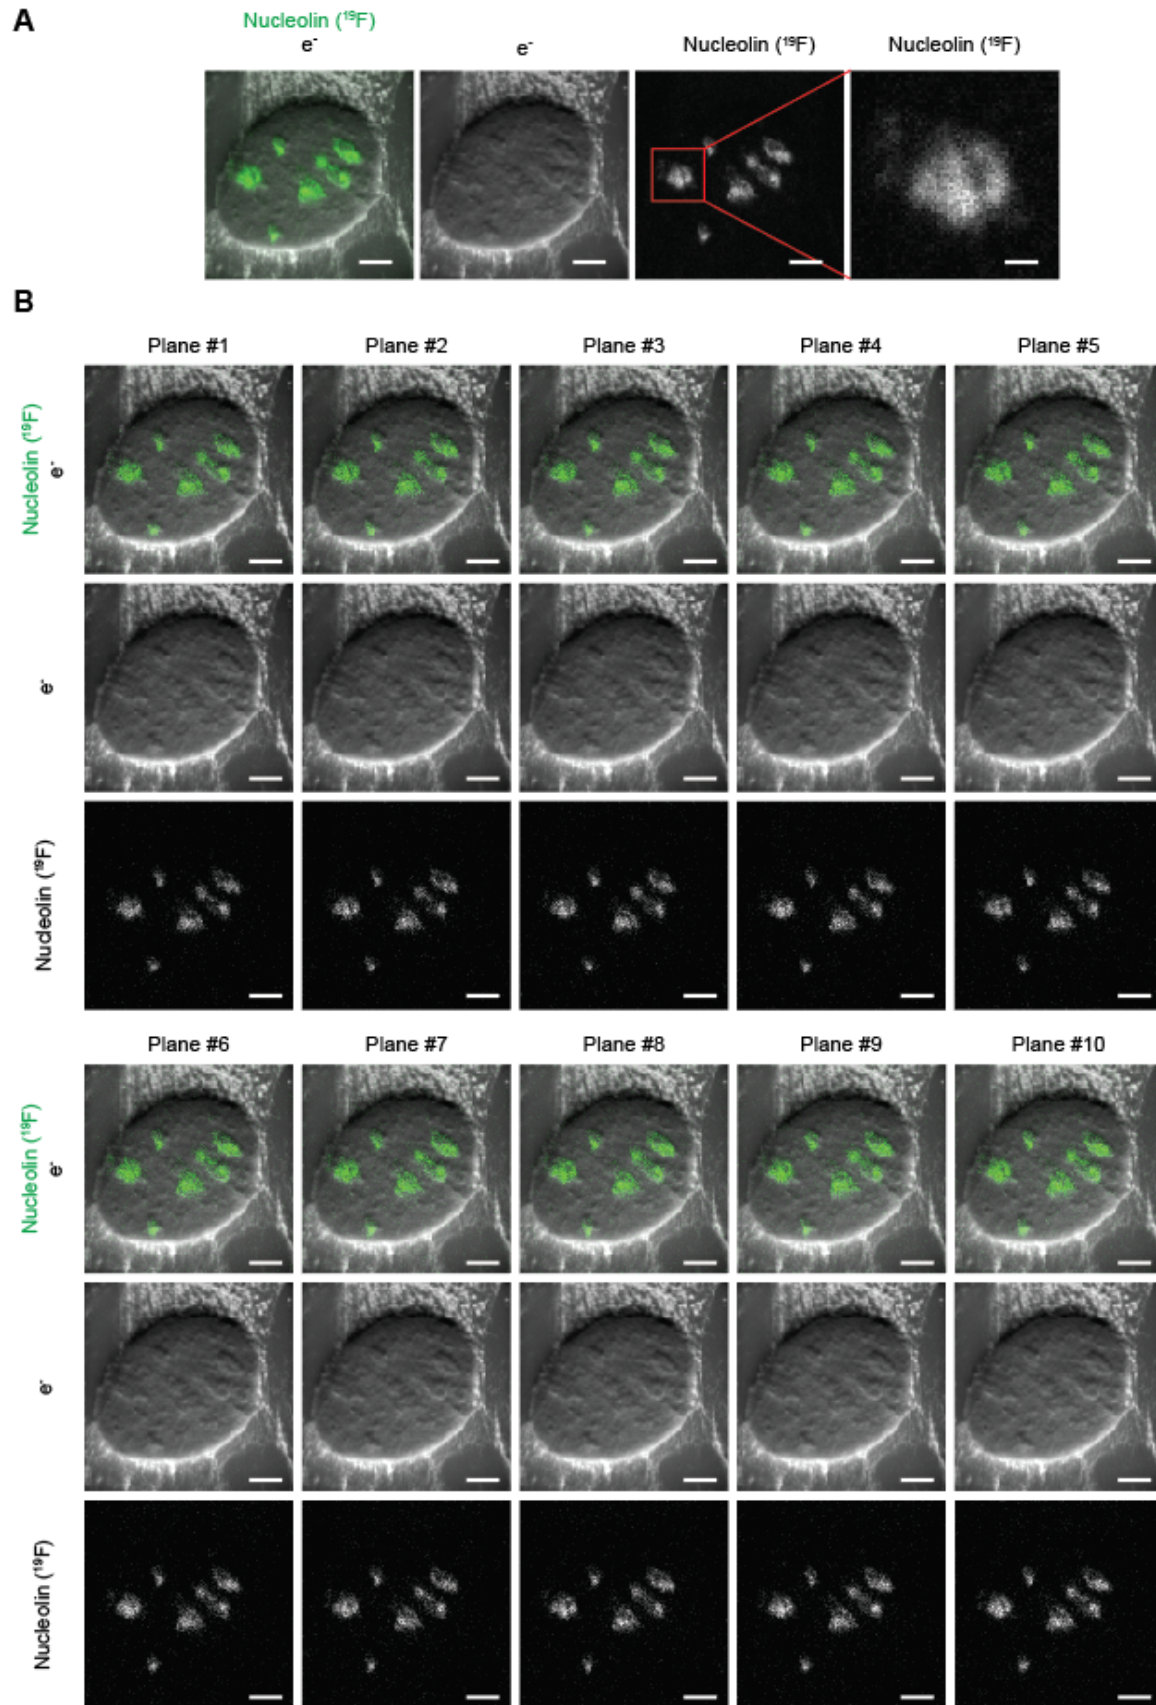 A
Nucleolin (¹⁹F)
e⁻
e⁻
Nucleolin (¹⁹F)
Nucleolin (¹⁹F)
B
Plane #1
Plane #2
Plane #3
Plane #4
Plane #5
Nucleolin (¹⁹F)
e⁻
e⁻
Nucleolin (¹⁹F)
Plane #6
Plane #7
Plane #8
Plane #9
Plane #10
Nucleolin (¹⁹F)
e⁻
e⁻
Nucleolin (¹⁹F)